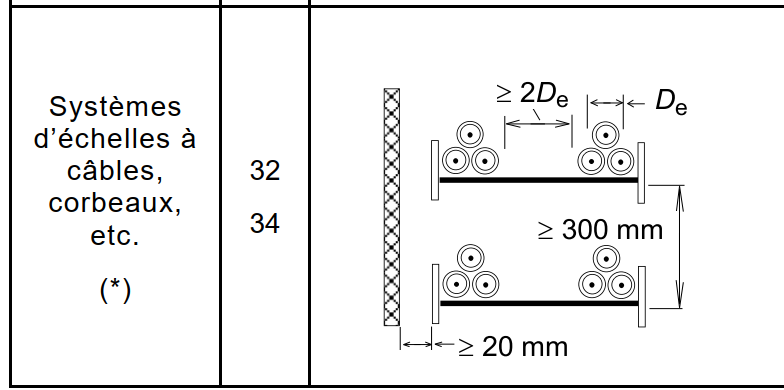 Systèmes
d’échelles à
câbles,
corbeaux,
etc.
(*)
32
34
≥ 2De
De
≥ 300 mm
≥ 20 mm